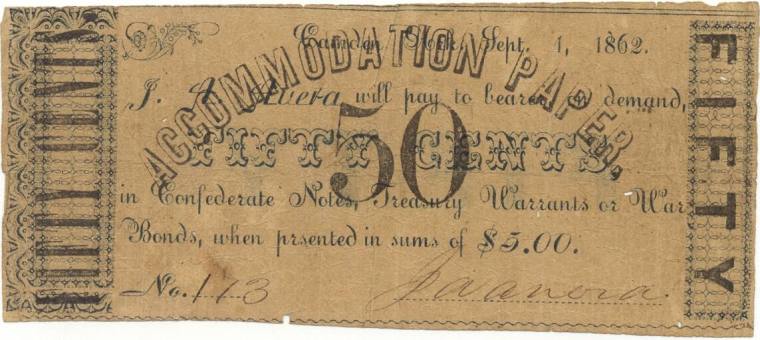 FIFTY CENTS
Camden, Ark., Sept. 1, 1862.
ACCOMMODATION PAPER.
J. A. will pay to bearer on demand,
FIFTY CENTS,
50
in Confederate Notes, Treasury Warrants or War
Bonds, when prsented in sums of $5.00.
No. 113
FIFTY